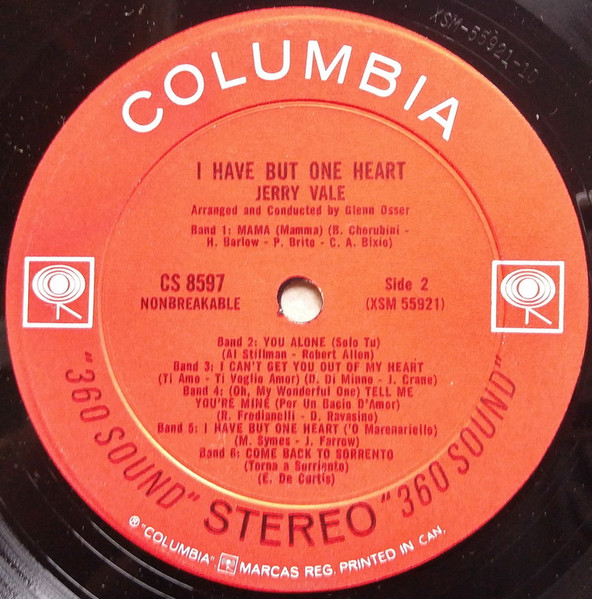 XSM-55921-1D
COLUMBIA
I HAVE BUT ONE HEART
JERRY VALE
Arranged and Conducted by Glenn Osser
Band 1: MAMA (Mamma) (B. Cherubini -
H. Barlow - P. Brito - C. A. Bixio)
CS 8597
NONBREAKABLE
Side 2
(XSM 55921)
Band 2: YOU ALONE (Solo Tu)
(Al Stillman - Robert Allen)
Band 3: I CAN'T GET YOU OUT OF MY HEART
(Ti Amo - Ti Voglio Amor) (D. Di Minno - J. Crane)
Band 4: (Oh, My Wonderful One) TELL ME
YOU'RE MINE (Per Un Bacio D'Amor)
(R. Fredianelli - D. Ravasino)
Band 5: I HAVE BUT ONE HEART ('O Marenariello)
(M. Symes - J. Farrow)
Band 6: COME BACK TO SORRENTO
(Torna a Surriento)
(E. De Curtis)
"360 SOUND" STEREO "360 SOUND"
® "COLUMBIA", MARCAS REG. PRINTED IN CAN.